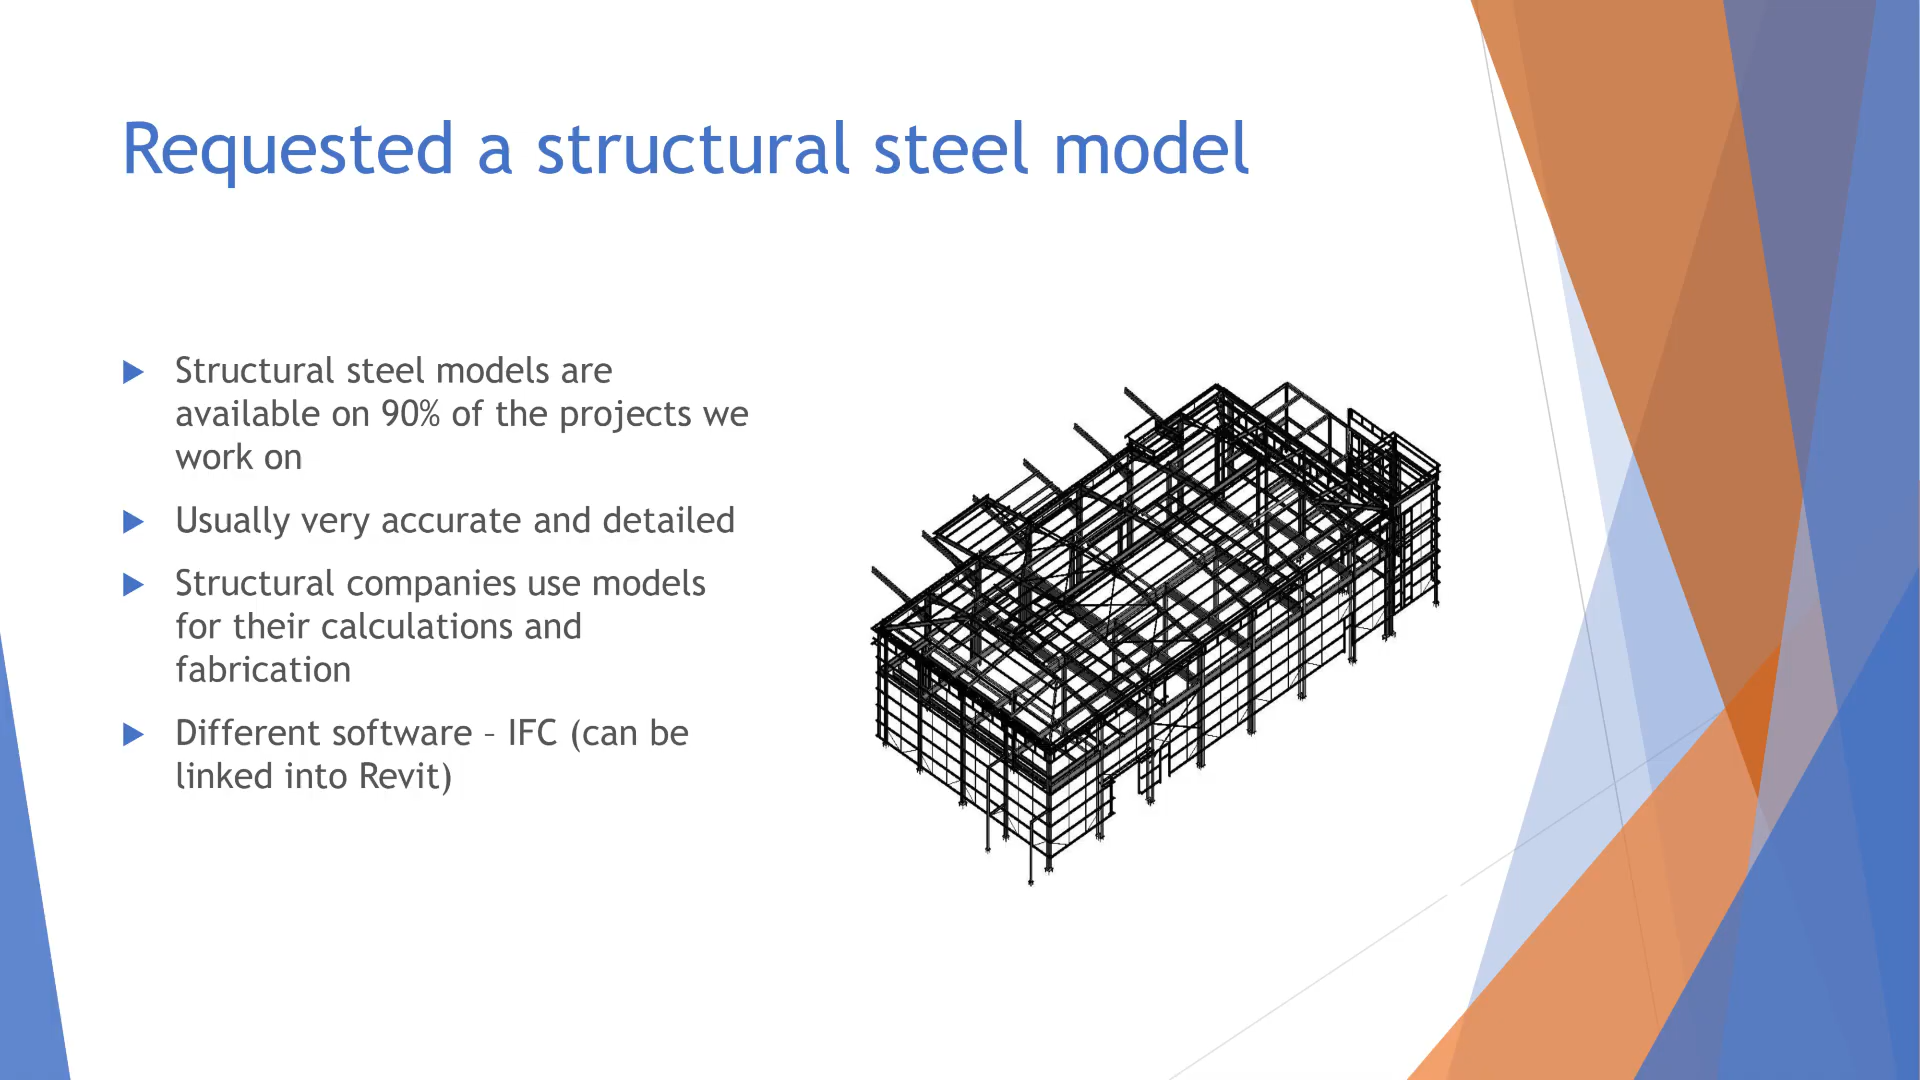 Requested a structural steel model
Structural steel models are
available on 90% of the projects we
work on
Usually very accurate and detailed
Structural companies use models
for their calculations and
fabrication
Different software – IFC (can be
linked into Revit)